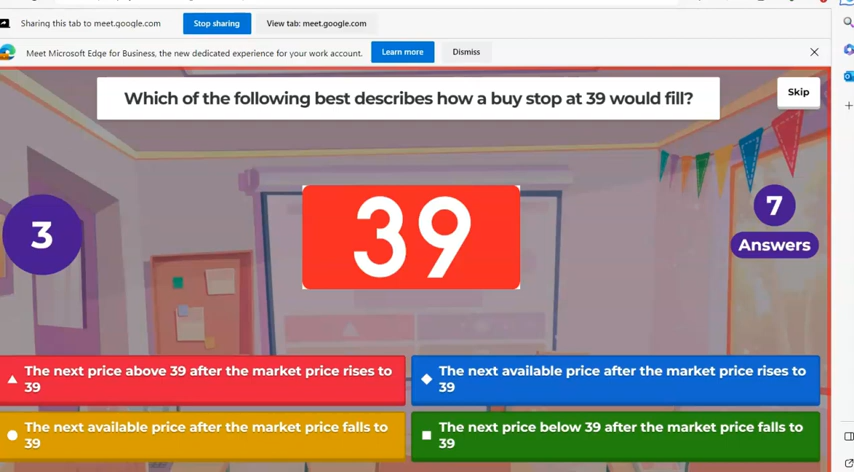 Sharing this tab to meet.google.com
Stop sharing
View tab: meet.google.com
Meet Microsoft Edge for Business, the new dedicated experience for your work account.
Learn more
Dismiss
Which of the following best describes how a buy stop at 39 would fill?
Skip
3
39
7
Answers
The next price above 39 after the market price rises to
39
The next available price after the market price rises to
39
The next available price after the market price falls to
39
The next price below 39 after the market price falls to
39